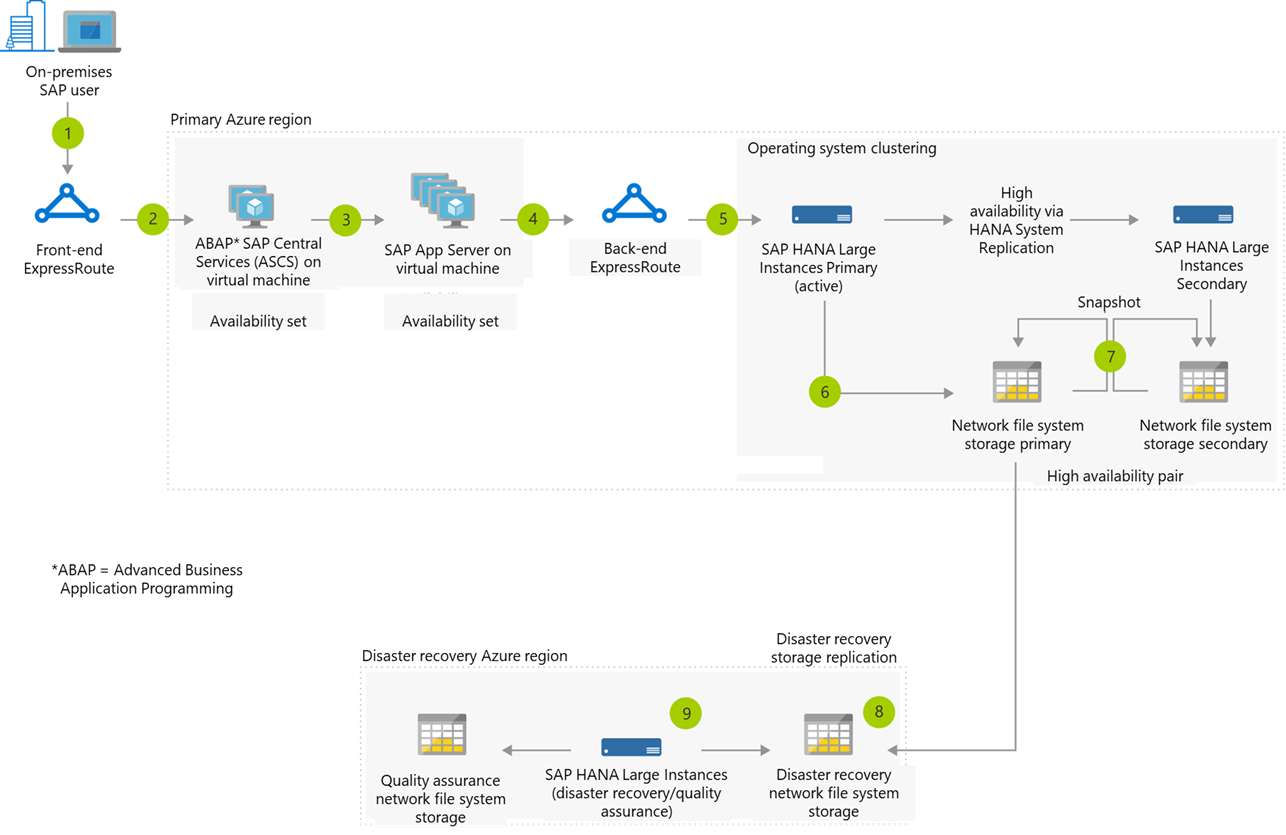 On-premises
SAP user
1
Primary Azure region
Operating system clustering
2
3
4
5
Front-end
ExpressRoute
ABAP* SAP Central
Services (ASCS) on
virtual machine
Availability set
SAP App Server on
virtual machine
Availability set
Back-end
ExpressRoute
SAP HANA Large
Instances Primary
(active)
High
availability via
HANA System
Replication
SAP HANA Large
Instances
Secondary
Snapshot
6
7
Network file system
storage primary
Network file system
storage secondary
High availability pair
*ABAP = Advanced Business
Application Programming
Disaster recovery Azure region
Disaster recovery
storage replication
9
8
Quality assurance
network file system
storage
SAP HANA Large Instances
(disaster recovery/quality
assurance)
Disaster recovery
network file system
storage